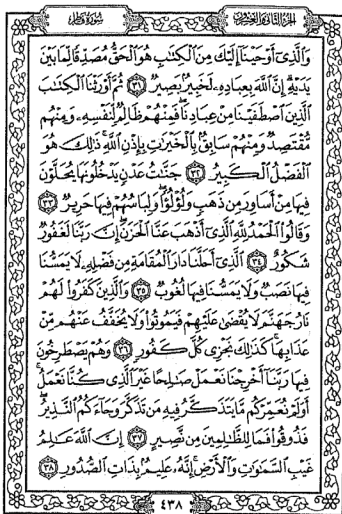 الجزء الثاني والعشرون
سورة فاطر
وَالَّذِي أَوْحَيْنَا إِلَيْكَ مِنَ الْكِتَابِ هُوَ الْحَقُّ مُصَدِّقًا لِّمَا بَيْنَ
يَدَيْهِ إِنَّ اللَّهَ بِعِبَادِهِ لَخَبِيرٌ بَصِيرٌ ٣١ ثُمَّ أَوْرَثْنَا الْكِتَابَ
الَّذِينَ اصْطَفَيْنَا مِنْ عِبَادِنَا فَمِنْهُمْ ظَالِمٌ لِّنَفْسِهِ وَمِنْهُم
مُّقْتَصِدٌ وَمِنْهُمْ سَابِقٌ بِالْخَيْرَاتِ بِإِذْنِ اللَّهِ ذَٰلِكَ هُوَ
الْفَضْلُ الْكَبِيرُ ٣٢ جَنَّاتُ عَدْنٍ يَدْخُلُونَهَا يُحَلَّوْنَ
فِيهَا مِنْ أَسَاوِرَ مِن ذَهَبٍ وَلُؤْلُؤًا وَلِبَاسُهُمْ فِيهَا حَرِيرٌ ٣٣
وَقَالُوا الْحَمْدُ لِلَّهِ الَّذِي أَذْهَبَ عَنَّا الْحَزَنَ إِنَّ رَبَّنَا لَغَفُورٌ
شَكُورٌ ٣٤ الَّذِي أَحَلَّنَا دَارَ الْمُقَامَةِ مِن فَضْلِهِ لَا يَمَسُّنَا
فِيهَا نَصَبٌ وَلَا يَمَسُّنَا فِيهَا لُغُوبٌ ٣٥ وَالَّذِينَ كَفَرُوا لَهُمْ
نَارُ جَهَنَّمَ لَا يُقْضَىٰ عَلَيْهِمْ فَيَمُوتُوا وَلَا يُخَفَّفُ عَنْهُم مِّنْ
عَذَابِهَا كَذَٰلِكَ نَجْزِي كُلَّ كَفُورٍ ٣٦ وَهُمْ يَصْطَرِخُونَ
فِيهَا رَبَّنَا أَخْرِجْنَا نَعْمَلْ صَالِحًا غَيْرَ الَّذِي كُنَّا نَعْمَلُ
أَوَلَمْ نُعَمِّرْكُم مَّا يَتَذَكَّرُ فِيهِ مَن تَذَكَّرَ وَجَاءَكُمُ النَّذِيرُ
فَذُوقُوا فَمَا لِلظَّالِمِينَ مِن نَّصِيرٍ ٣٧ إِنَّ اللَّهَ عَالِمُ
غَيْبِ السَّمَاوَاتِ وَالْأَرْضِ إِنَّهُ عَلِيمٌ بِذَاتِ الصُّدُورِ ٣٨
٤٣٨